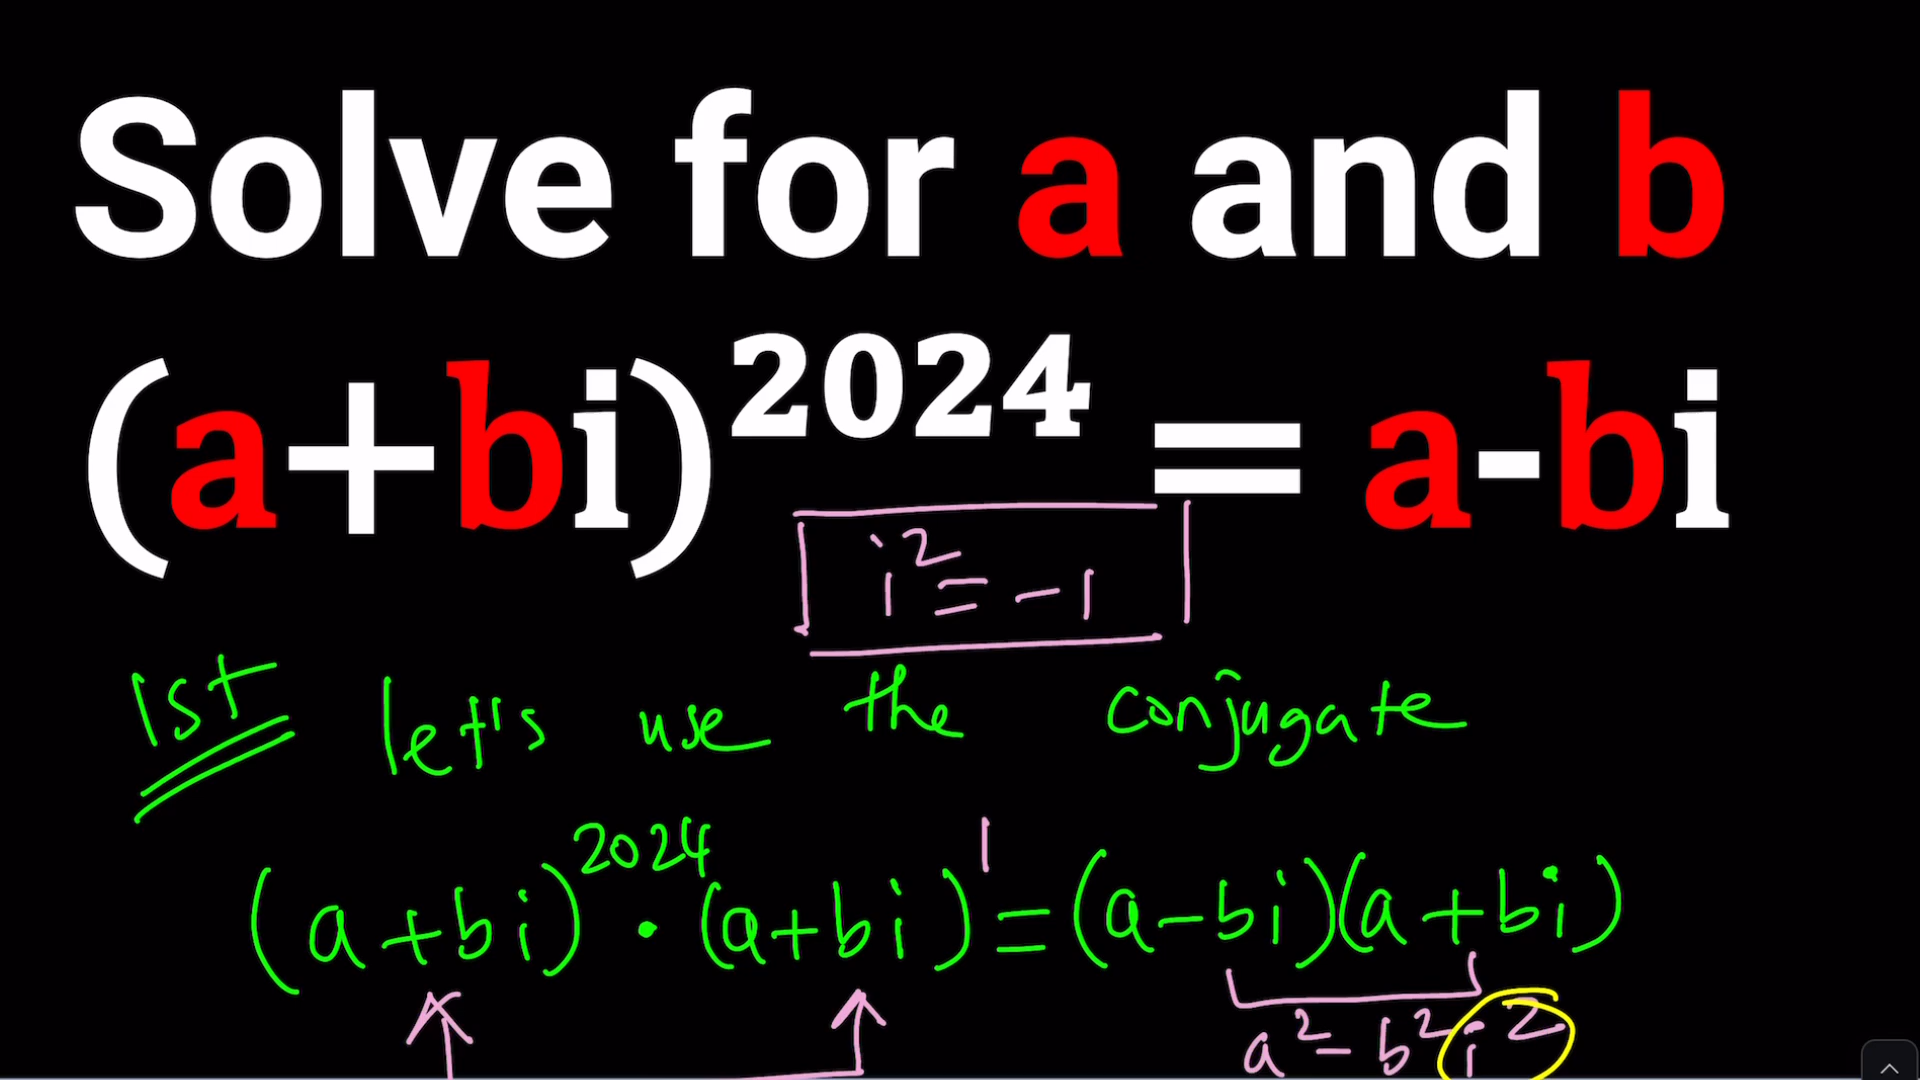 Solve for a and b
(a+bi)²⁰²⁴ = a-bi
i² = -1
1st let's use the conjugate
(a+bi)²⁰²⁴ · (a+bi)¹ = (a-bi)(a+bi)
a² - b²i²